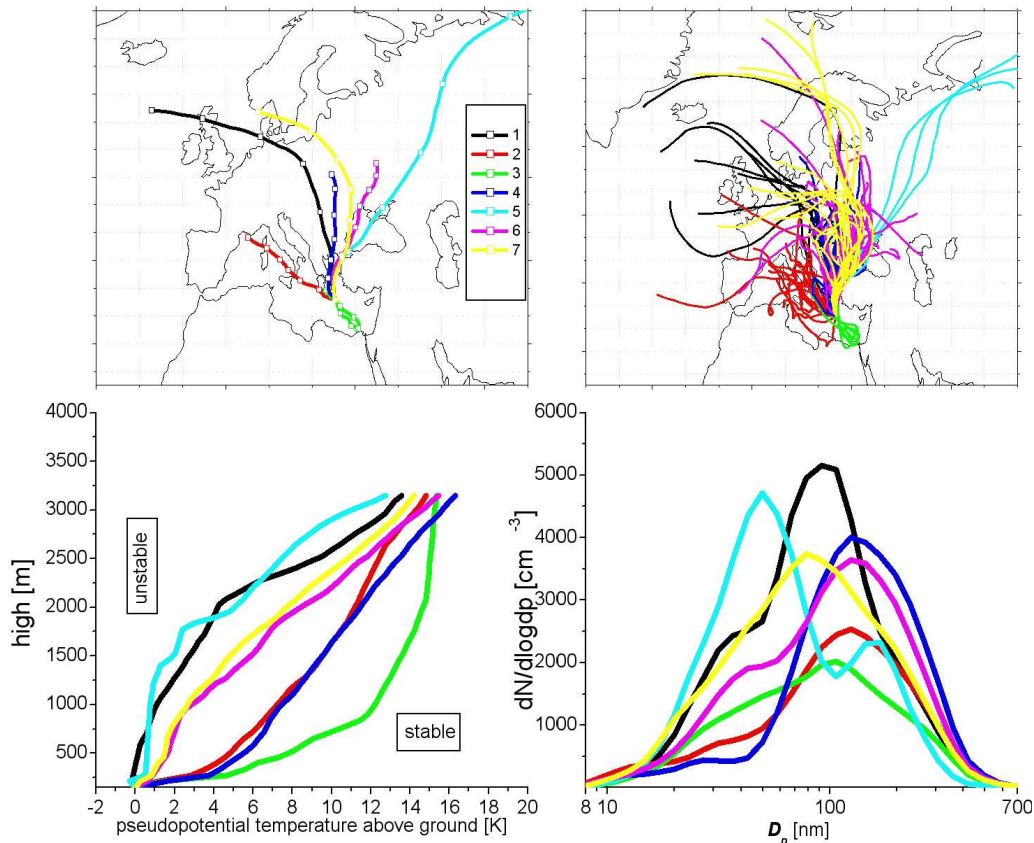 1
2
3
4
5
6
7
4000
3500
3000
2500
2000
1500
1000
500
high [m]
unstable
stable
-2 0 2 4 6 8 10 12 14 16 18 20
pseudopotential temperature above ground [K]
6000
5000
4000
3000
2000
1000
dN/dlogdp [cm⁻³]
8 10 100 700
Dₚ [nm]